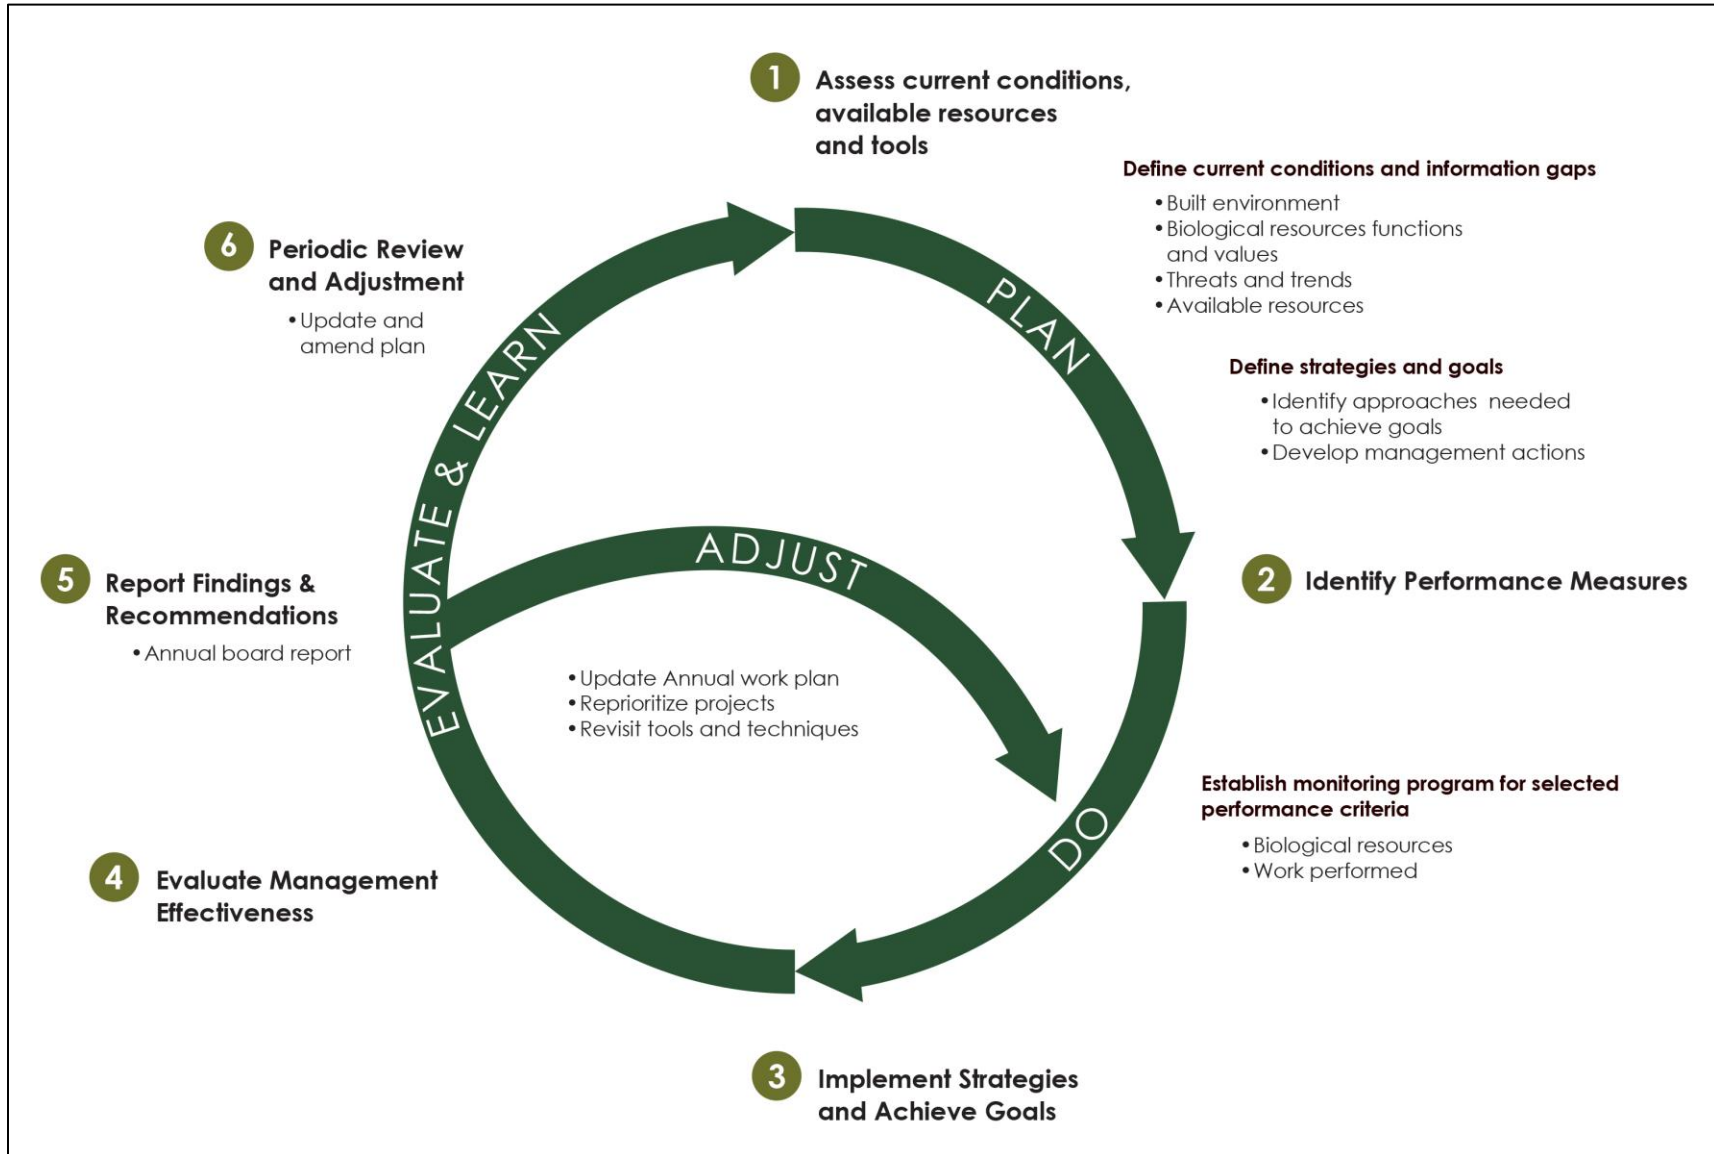 1 Assess current conditions,
available resources
and tools
Define current conditions and information gaps
• Built environment
• Biological resources functions
and values
• Threats and trends
• Available resources
PLAN
Define strategies and goals
• Identify approaches needed
to achieve goals
• Develop management actions
2 Identify Performance Measures
DO
Establish monitoring program for selected
performance criteria
• Biological resources
• Work performed
3 Implement Strategies
and Achieve Goals
4 Evaluate Management
Effectiveness
5 Report Findings &
Recommendations
• Annual board report
EVALUATE & LEARN
ADJUST
• Update Annual work plan
• Reprioritize projects
• Revisit tools and techniques
6 Periodic Review
and Adjustment
• Update and
amend plan